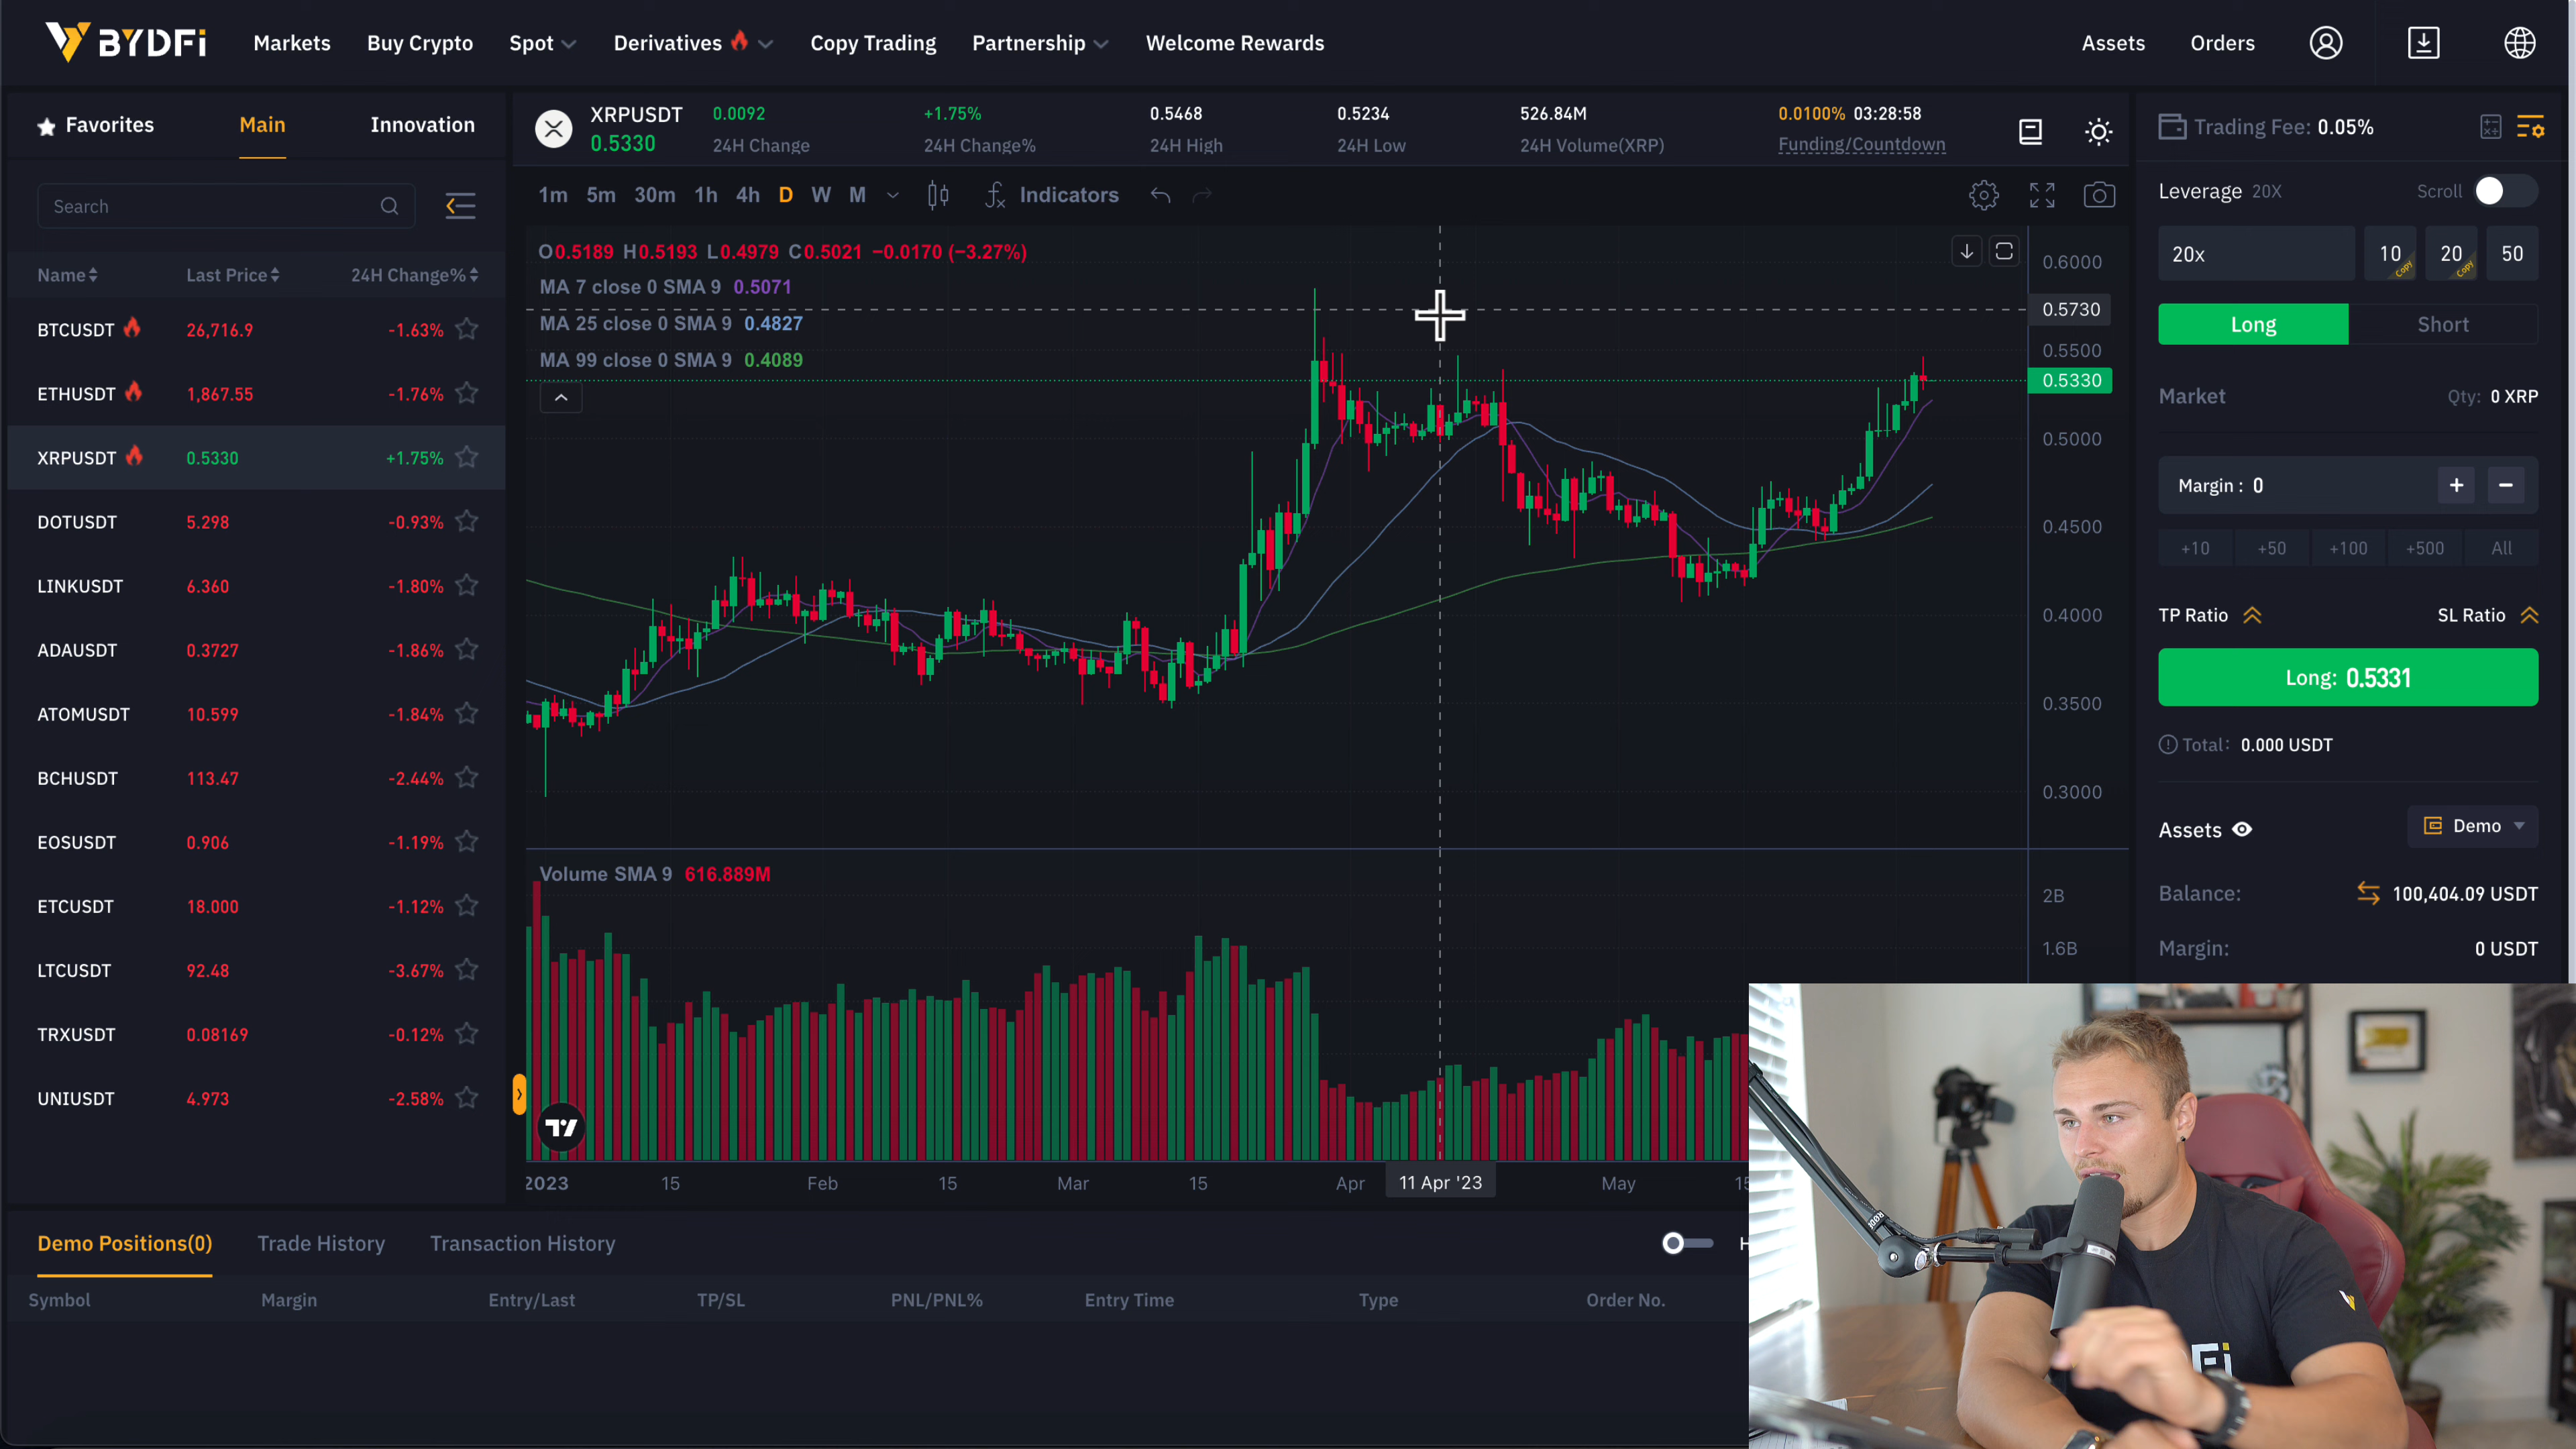 BYDFi Markets Buy Crypto Spot Derivatives Copy Trading Partnership Welcome Rewards Assets Orders
Favorites Main Innovation
Search
Name Last Price 24H Change%
BTCUSDT 26,716.9 -1.63%
ETHUSDT 1,867.55 -1.76%
XRPUSDT 0.5330 +1.75%
DOTUSDT 5.298 -0.93%
LINKUSDT 6.360 -1.80%
ADAUSDT 0.3727 -1.86%
ATOMUSDT 10.599 -1.84%
BCHUSDT 113.47 -2.44%
EOSUSDT 0.906 -1.19%
ETCUSDT 18.000 -1.12%
LTCUSDT 92.48 -3.67%
TRXUSDT 0.08169 -0.12%
UNIUSDT 4.973 -2.58%
XRPUSDT 0.0092 +1.75% 0.5468 0.5234 526.84M 0.0100% 03:28:58
0.5330 24H Change 24H Change% 24H High 24H Low 24H Volume(XRP) Funding/Countdown
1m 5m 30m 1h 4h D W M Indicators
O0.5189 H0.5193 L0.4979 C0.5021 −0.0170 (−3.27%)
MA 7 close 0 SMA 9 0.5071
MA 25 close 0 SMA 9 0.4827
MA 99 close 0 SMA 9 0.4089
0.6000
0.5730
0.5500
0.5330
0.5000
0.4500
0.4000
0.3500
0.3000
Volume SMA 9 616.889M
2B
1.6B
2023 15 Feb 15 Mar 15 Apr 11 Apr '23 May 15
Trading Fee: 0.05%
Leverage 20X Scroll
20x 10 20 50
Copy Copy
Long Short
Market Qty: 0 XRP
Margin : 0 + −
+10 +50 +100 +500 All
TP Ratio SL Ratio
Long: 0.5331
Total: 0.000 USDT
Assets Demo
Balance: 100,404.09 USDT
Margin: 0 USDT
Demo Positions(0) Trade History Transaction History H
Symbol Margin Entry/Last TP/SL PNL/PNL% Entry Time Type Order No.
RØDE
Fi